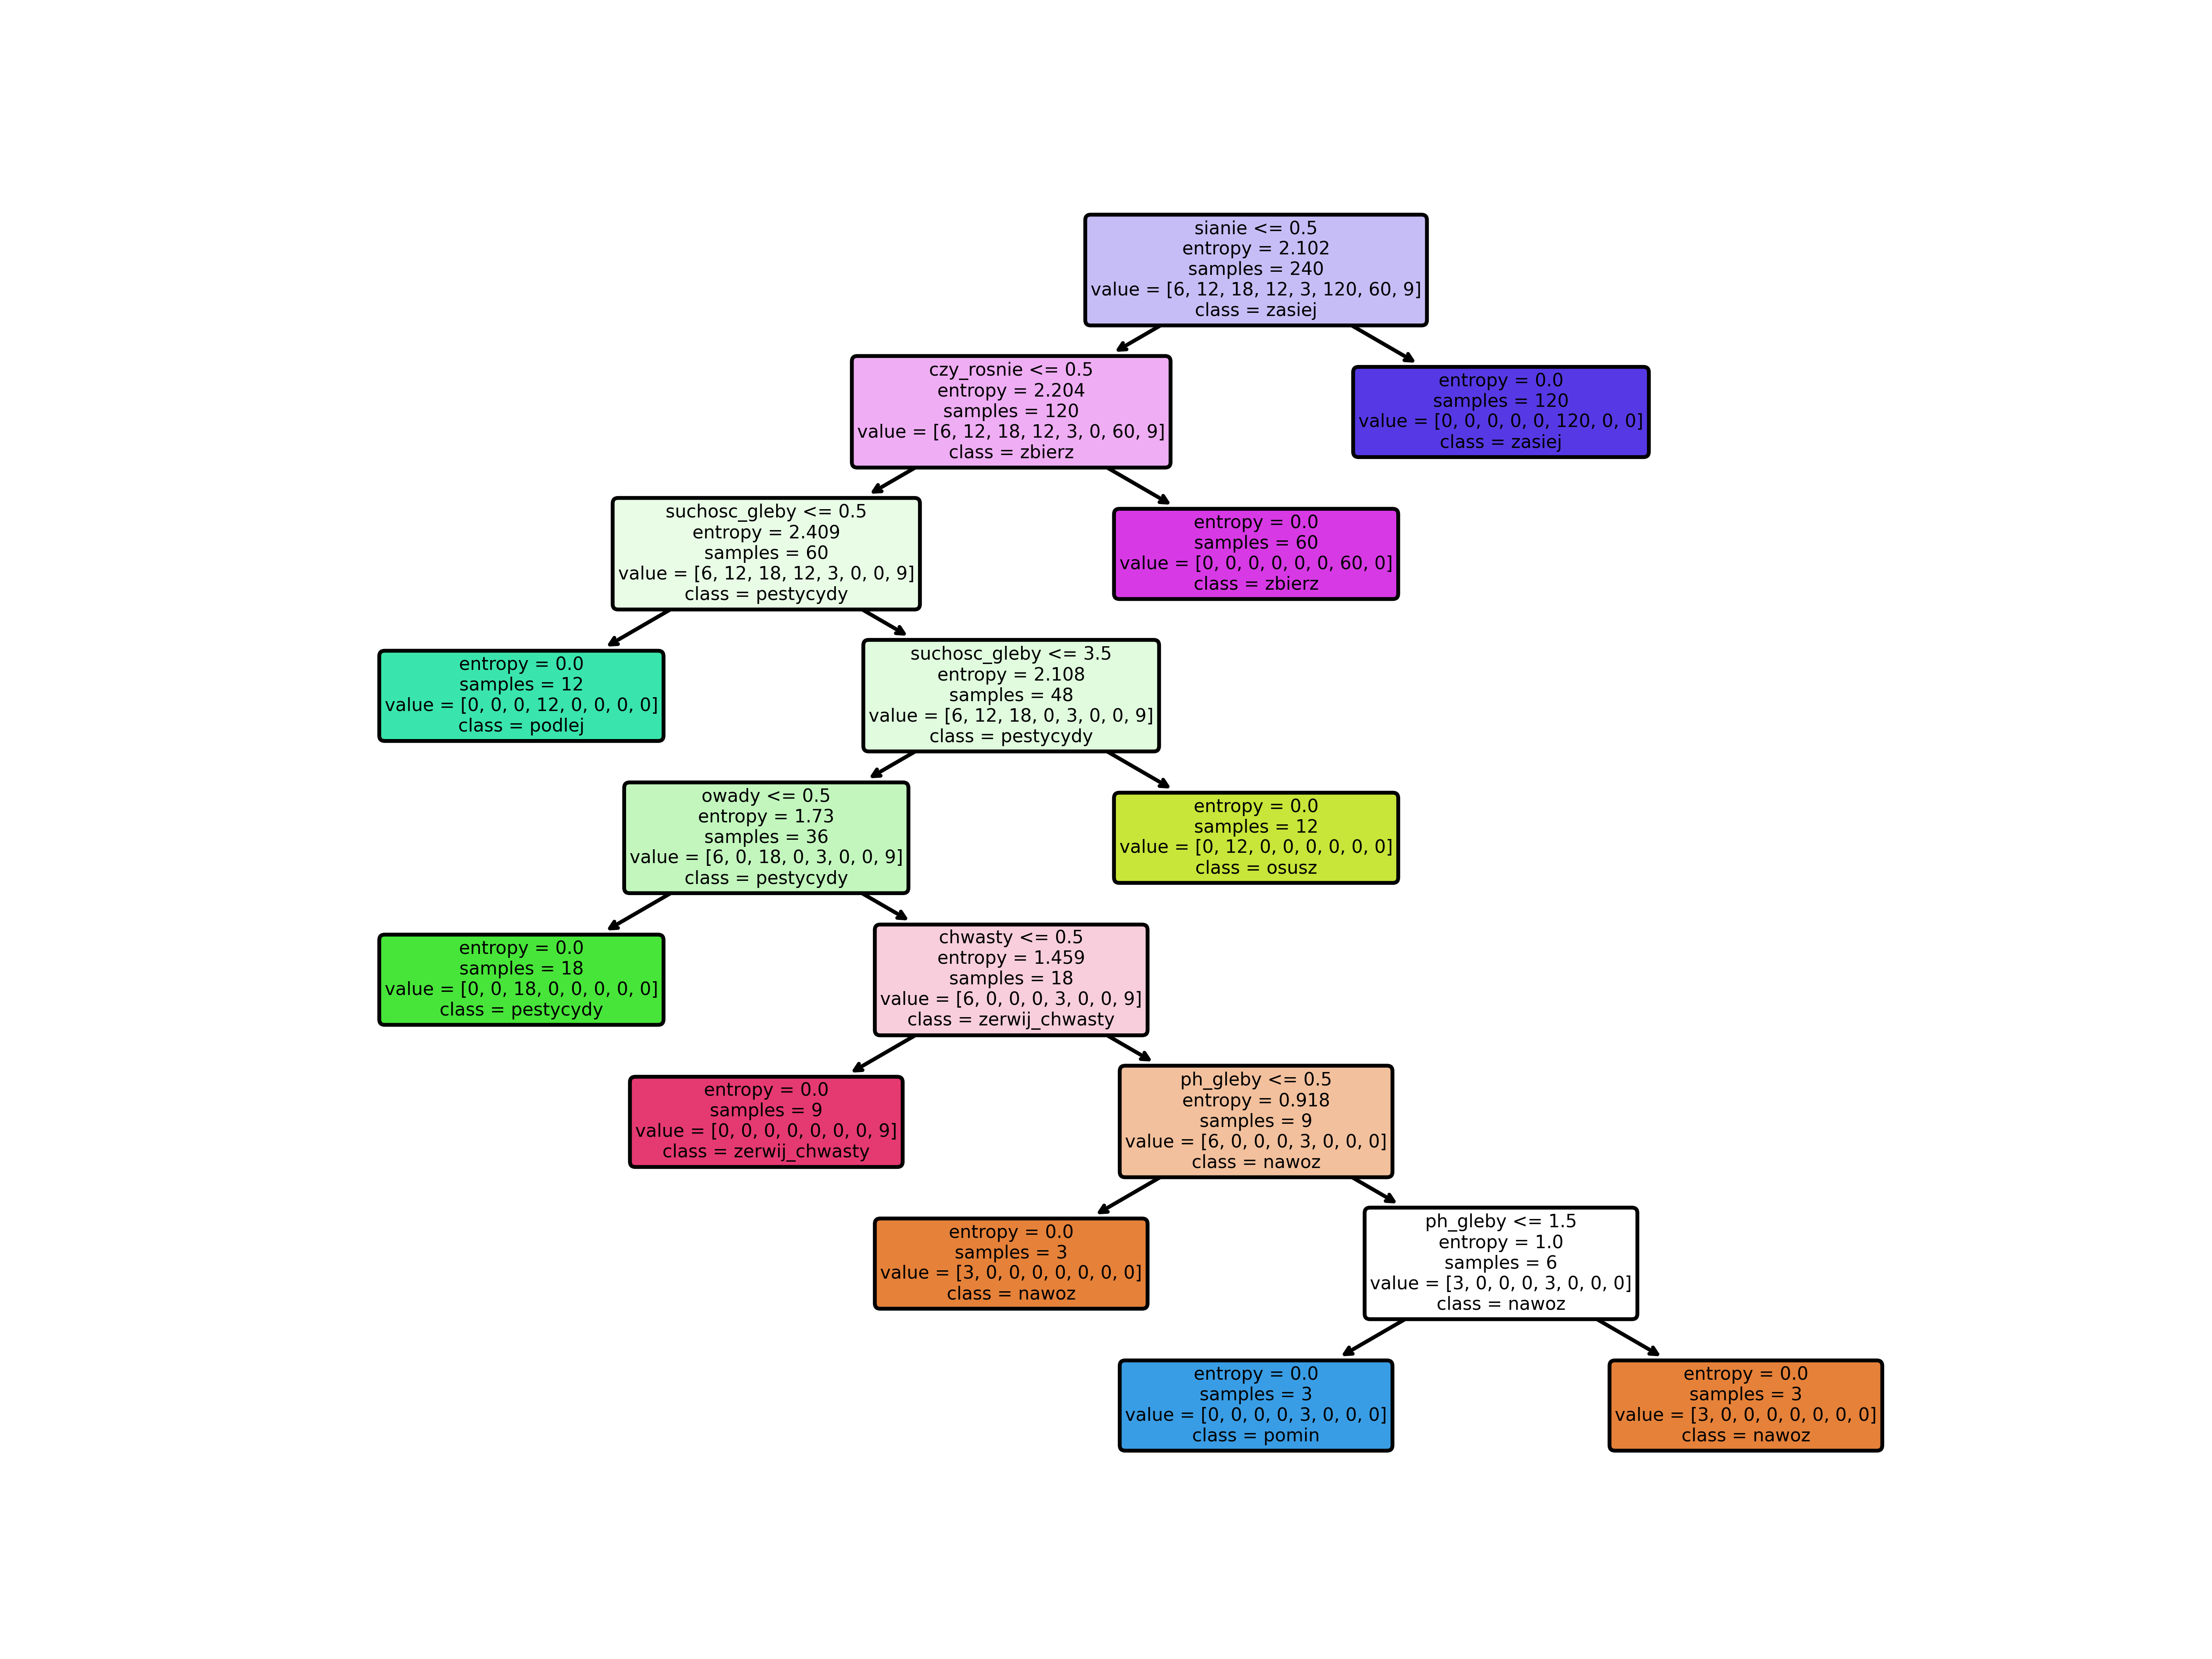 sianie <= 0.5
entropy = 2.102
samples = 240
value = [6, 12, 18, 12, 3, 120, 60, 9]
class = zasiej
czy_rosnie <= 0.5
entropy = 2.204
samples = 120
value = [6, 12, 18, 12, 3, 0, 60, 9]
class = zbierz
entropy = 0.0
samples = 120
value = [0, 0, 0, 0, 0, 120, 0, 0]
class = zasiej
suchosc_gleby <= 0.5
entropy = 2.409
samples = 60
value = [6, 12, 18, 12, 3, 0, 0, 9]
class = pestycydy
entropy = 0.0
samples = 60
value = [0, 0, 0, 0, 0, 0, 60, 0]
class = zbierz
entropy = 0.0
samples = 12
value = [0, 0, 0, 12, 0, 0, 0, 0]
class = podlej
suchosc_gleby <= 3.5
entropy = 2.108
samples = 48
value = [6, 12, 18, 0, 3, 0, 0, 9]
class = pestycydy
owady <= 0.5
entropy = 1.73
samples = 36
value = [6, 0, 18, 0, 3, 0, 0, 9]
class = pestycydy
entropy = 0.0
samples = 12
value = [0, 12, 0, 0, 0, 0, 0, 0]
class = osusz
entropy = 0.0
samples = 18
value = [0, 0, 18, 0, 0, 0, 0, 0]
class = pestycydy
chwasty <= 0.5
entropy = 1.459
samples = 18
value = [6, 0, 0, 0, 3, 0, 0, 9]
class = zerwij_chwasty
entropy = 0.0
samples = 9
value = [0, 0, 0, 0, 0, 0, 0, 9]
class = zerwij_chwasty
ph_gleby <= 0.5
entropy = 0.918
samples = 9
value = [6, 0, 0, 0, 3, 0, 0, 0]
class = nawoz
entropy = 0.0
samples = 3
value = [3, 0, 0, 0, 0, 0, 0, 0]
class = nawoz
ph_gleby <= 1.5
entropy = 1.0
samples = 6
value = [3, 0, 0, 0, 3, 0, 0, 0]
class = nawoz
entropy = 0.0
samples = 3
value = [0, 0, 0, 0, 3, 0, 0, 0]
class = pomin
entropy = 0.0
samples = 3
value = [3, 0, 0, 0, 0, 0, 0, 0]
class = nawoz